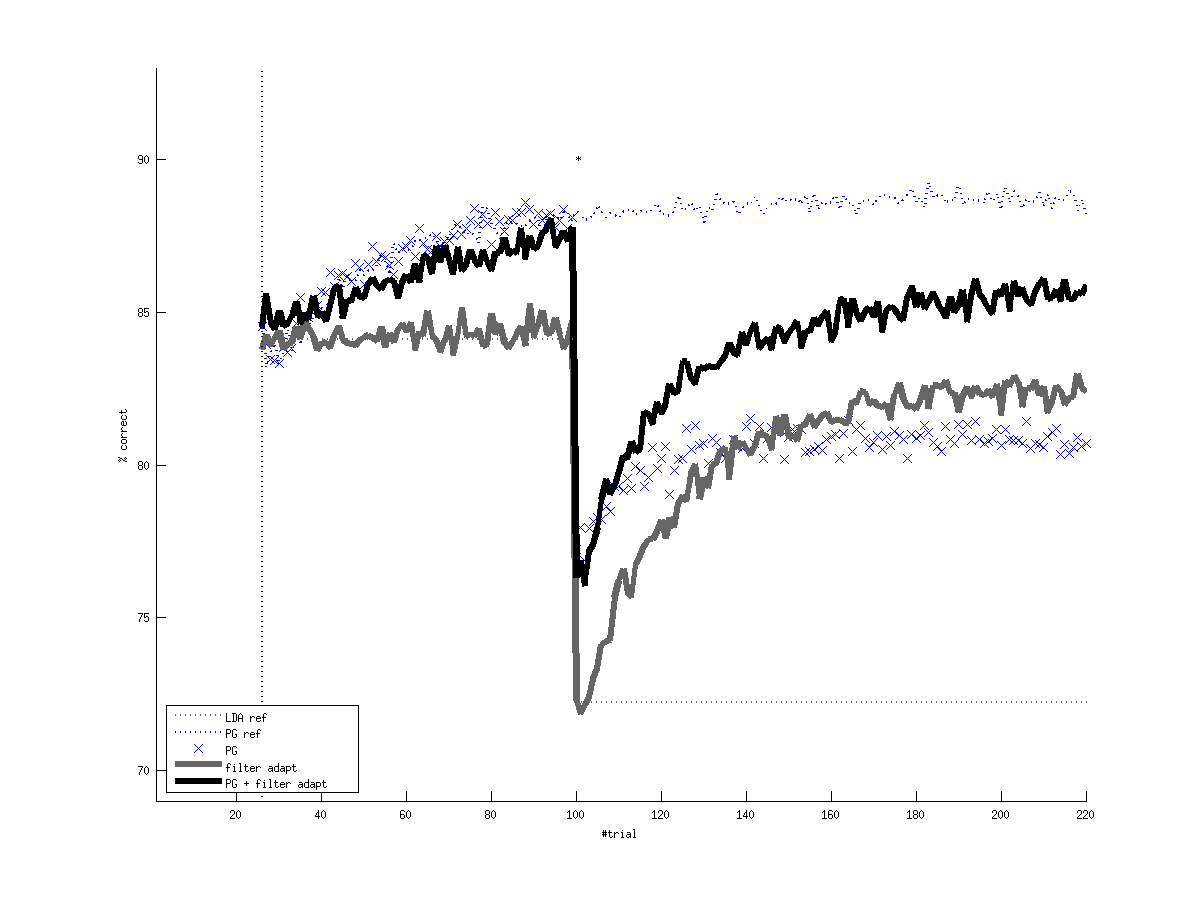 90
85
80
75
70
% correct
*
LDA ref
PG ref
PG
filter adapt
PG + filter adapt
20 40 60 80 100 120 140 160 180 200 220
#trial